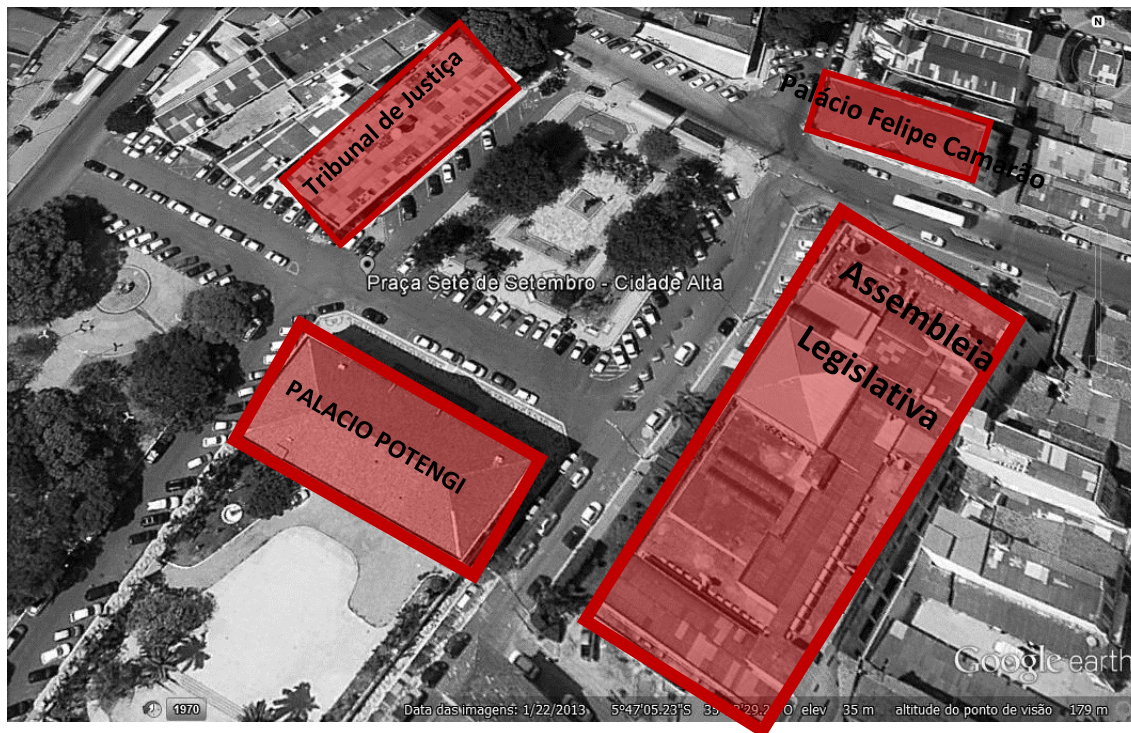 N
Tribunal de Justiça
Palácio Felipe Camarão
Praça Sete de Setembro - Cidade Alta
Assembleia
Legislativa
PALACIO POTENGI
Google earth
1970
Data das imagens: 1/22/2013 5°47'05.23"S O elev 35 m altitude do ponto de visão 179 m